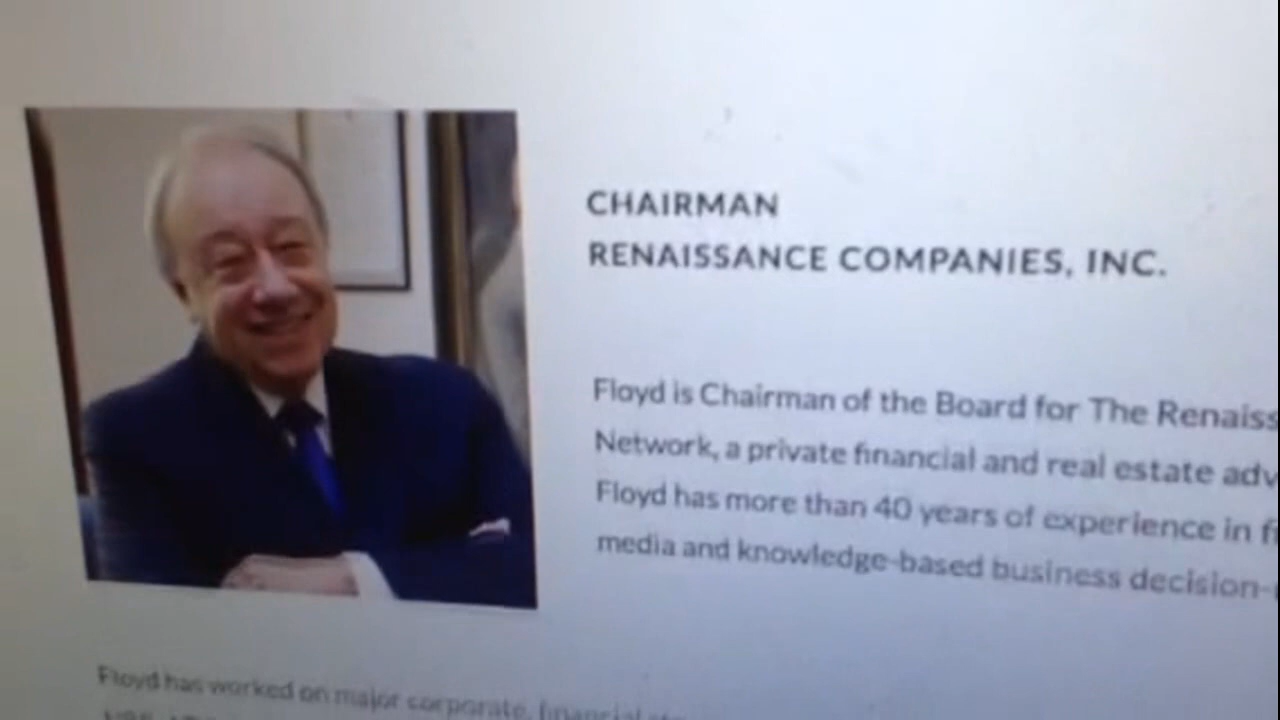 CHAIRMAN
RENAISSANCE COMPANIES, INC.
Floyd is Chairman of the Board for The Renaiss
Network, a private financial and real estate adv
Floyd has more than 40 years of experience in fi
media and knowledge-based business decision-
Floyd has worked on major corporate, financial